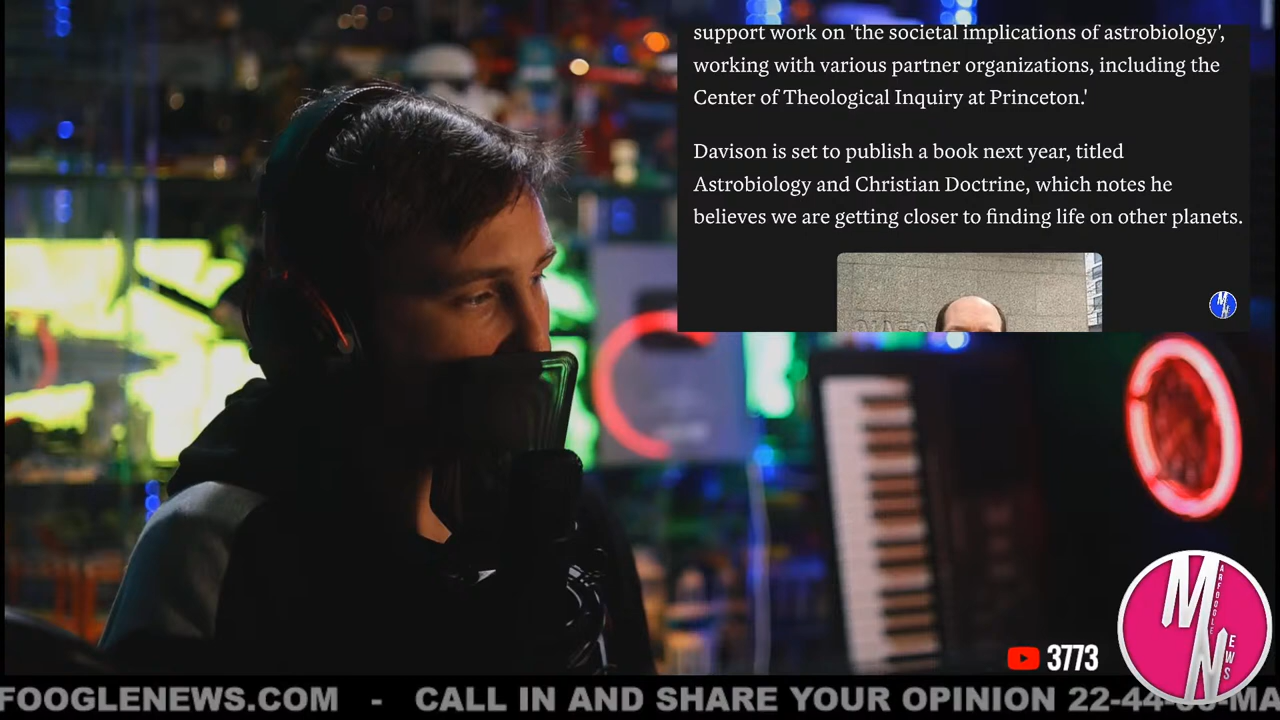 support work on 'the societal implications of astrobiology',
working with various partner organizations, including the
Center of Theological Inquiry at Princeton.'
Davison is set to publish a book next year, titled
Astrobiology and Christian Doctrine, which notes he
believes we are getting closer to finding life on other planets.
MN
MARFOOGLE
NEWS
3773
FOOGLENEWS.COM - CALL IN AND SHARE YOUR OPINION 22-44-